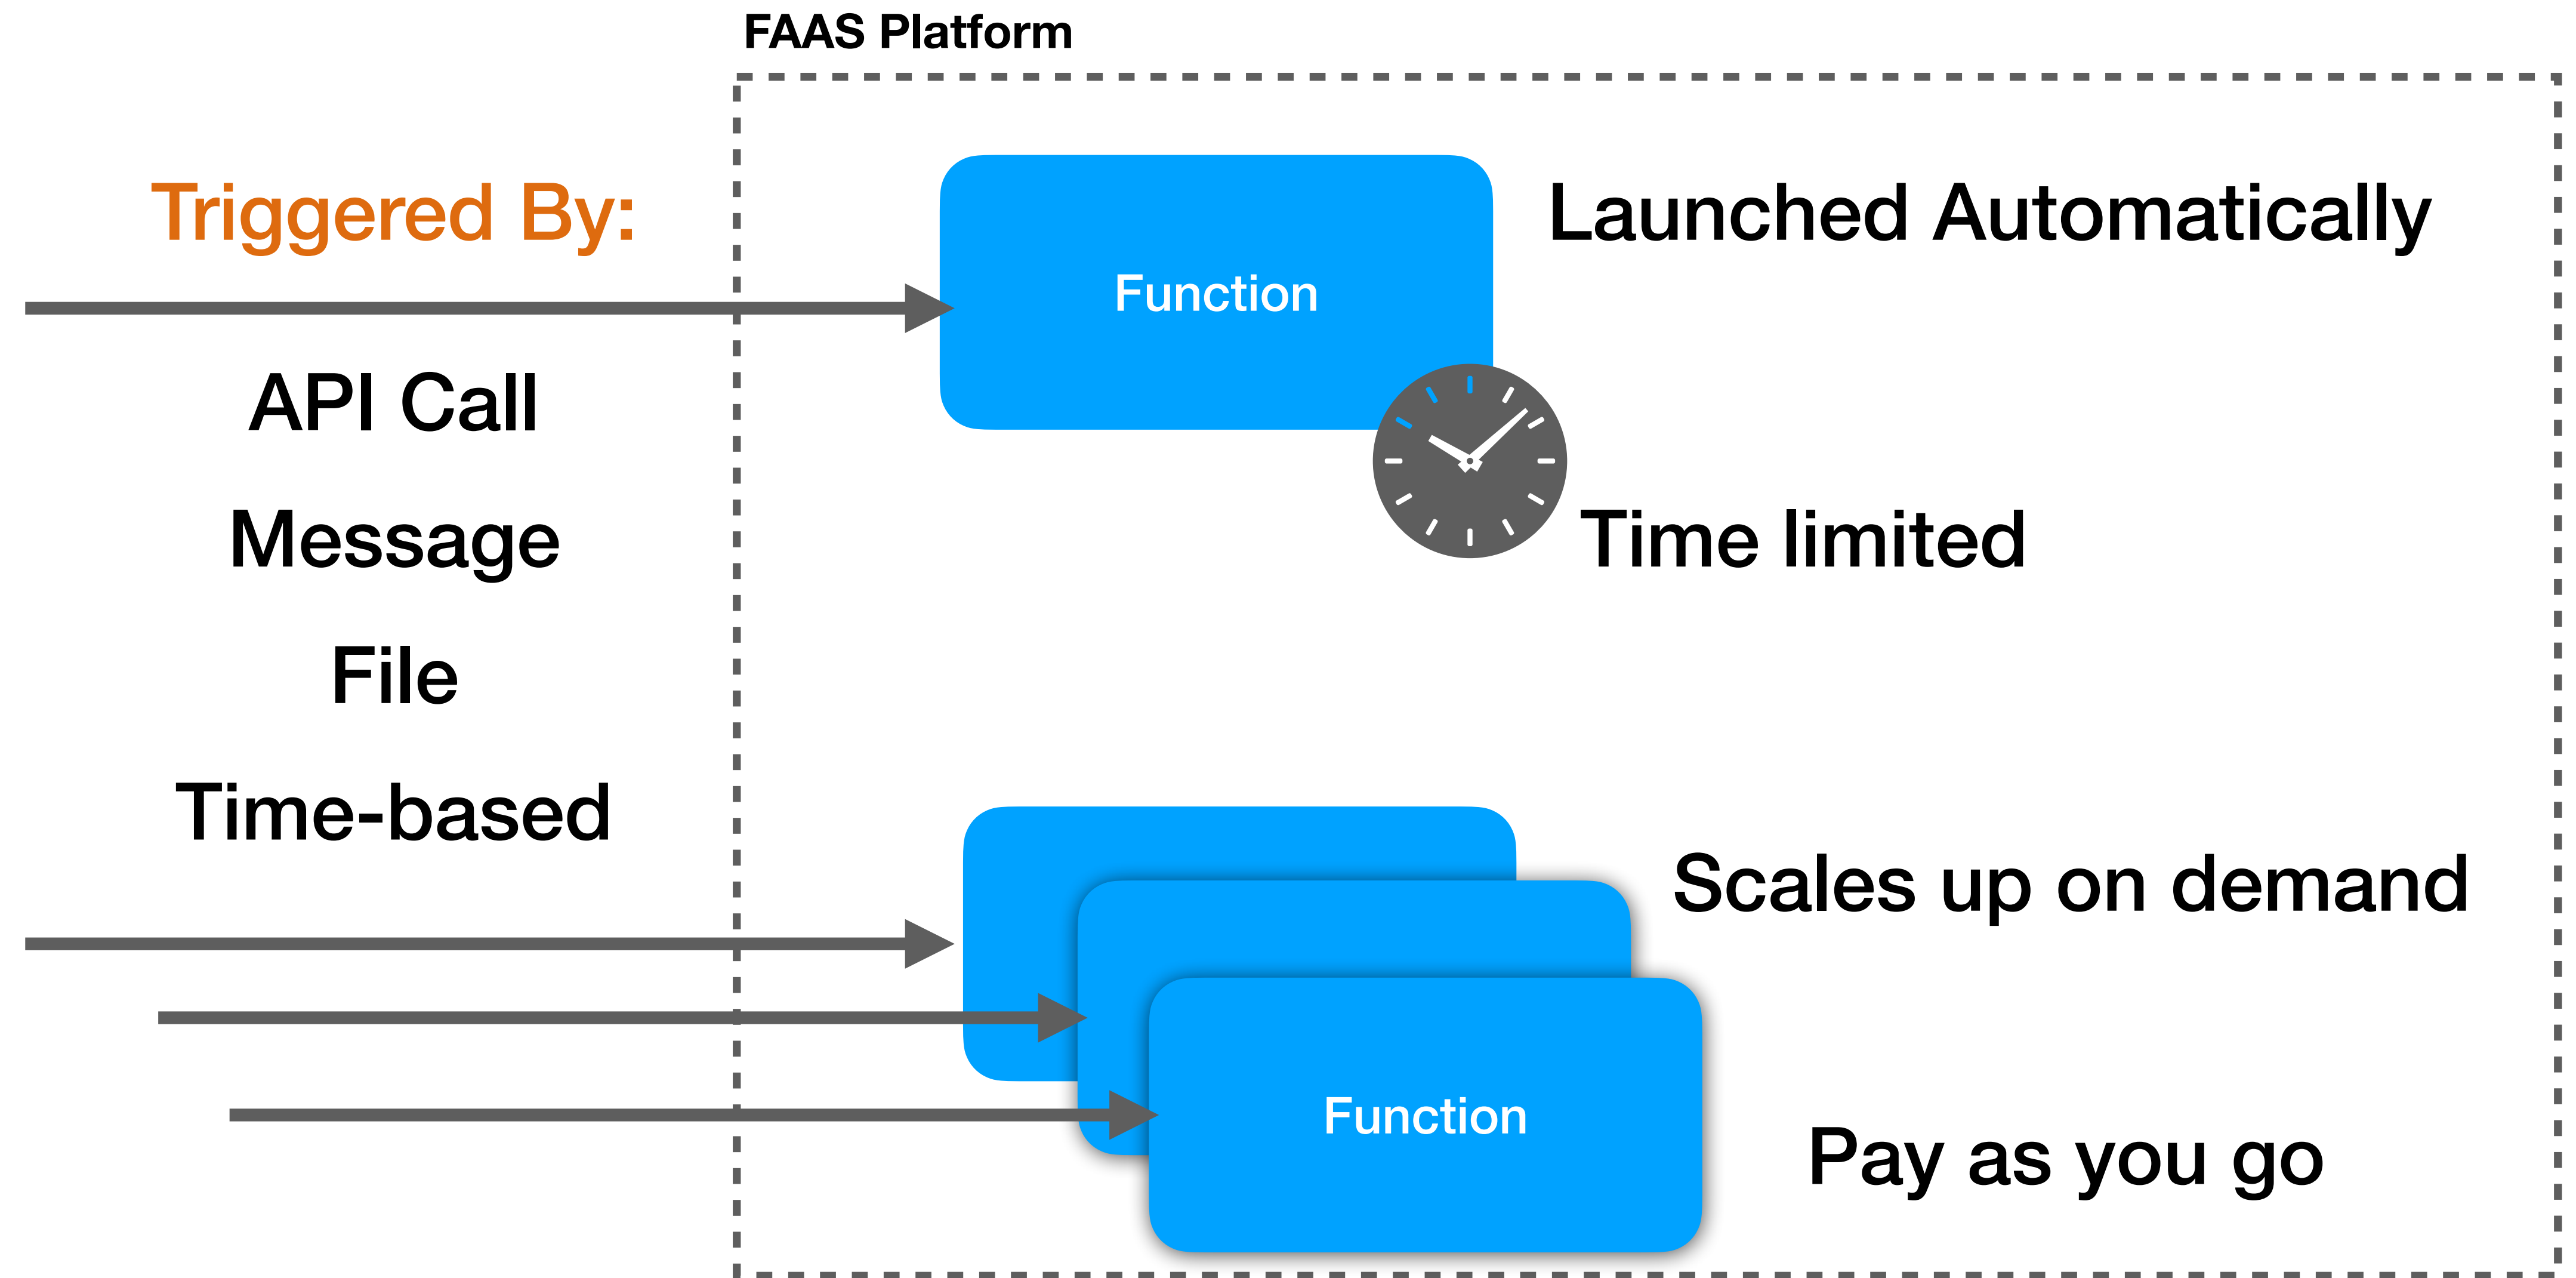 FAAS Platform
Triggered By:
API Call
Message
File
Time-based
Function
Launched Automatically
Time limited
Scales up on demand
Function
Pay as you go